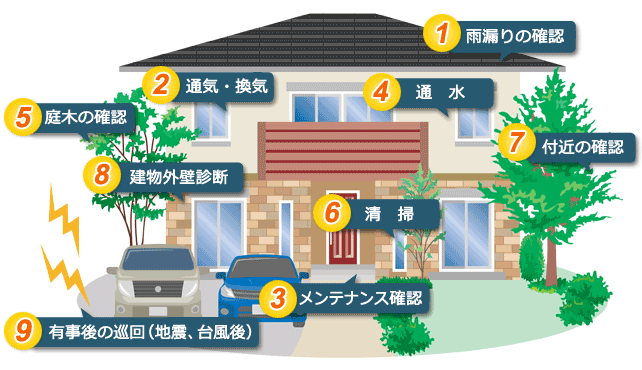 1 雨漏りの確認
2 通気・換気
4 通 水
5 庭木の確認
7 付近の確認
8 建物外壁診断
6 清 掃
3 メンテナンス確認
9 有事後の巡回(地震、台風後)